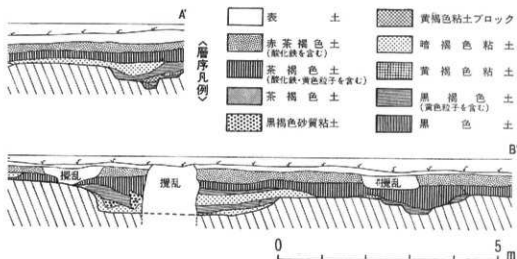 A'
〈層序凡例〉
表土
赤茶褐色土
(酸化鉄を含む)
茶褐色土
(酸化鉄・黄色粒子を含む)
茶褐色土
黒褐色砂質粘土
黄褐色粘土ブロック
暗褐色粘土
黄褐色粘土
黒褐色土
(黄色粒子を含む)
黒色土
B'
攪乱
攪乱
攪乱
0 5
m